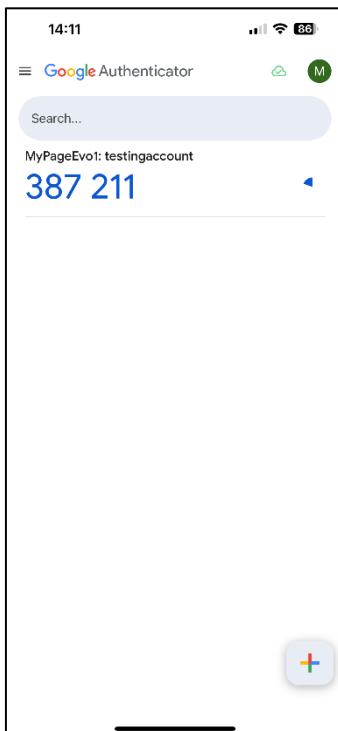 14:11
86
Google Authenticator
M
Search...
MyPageEvo1: testingaccount
387 211